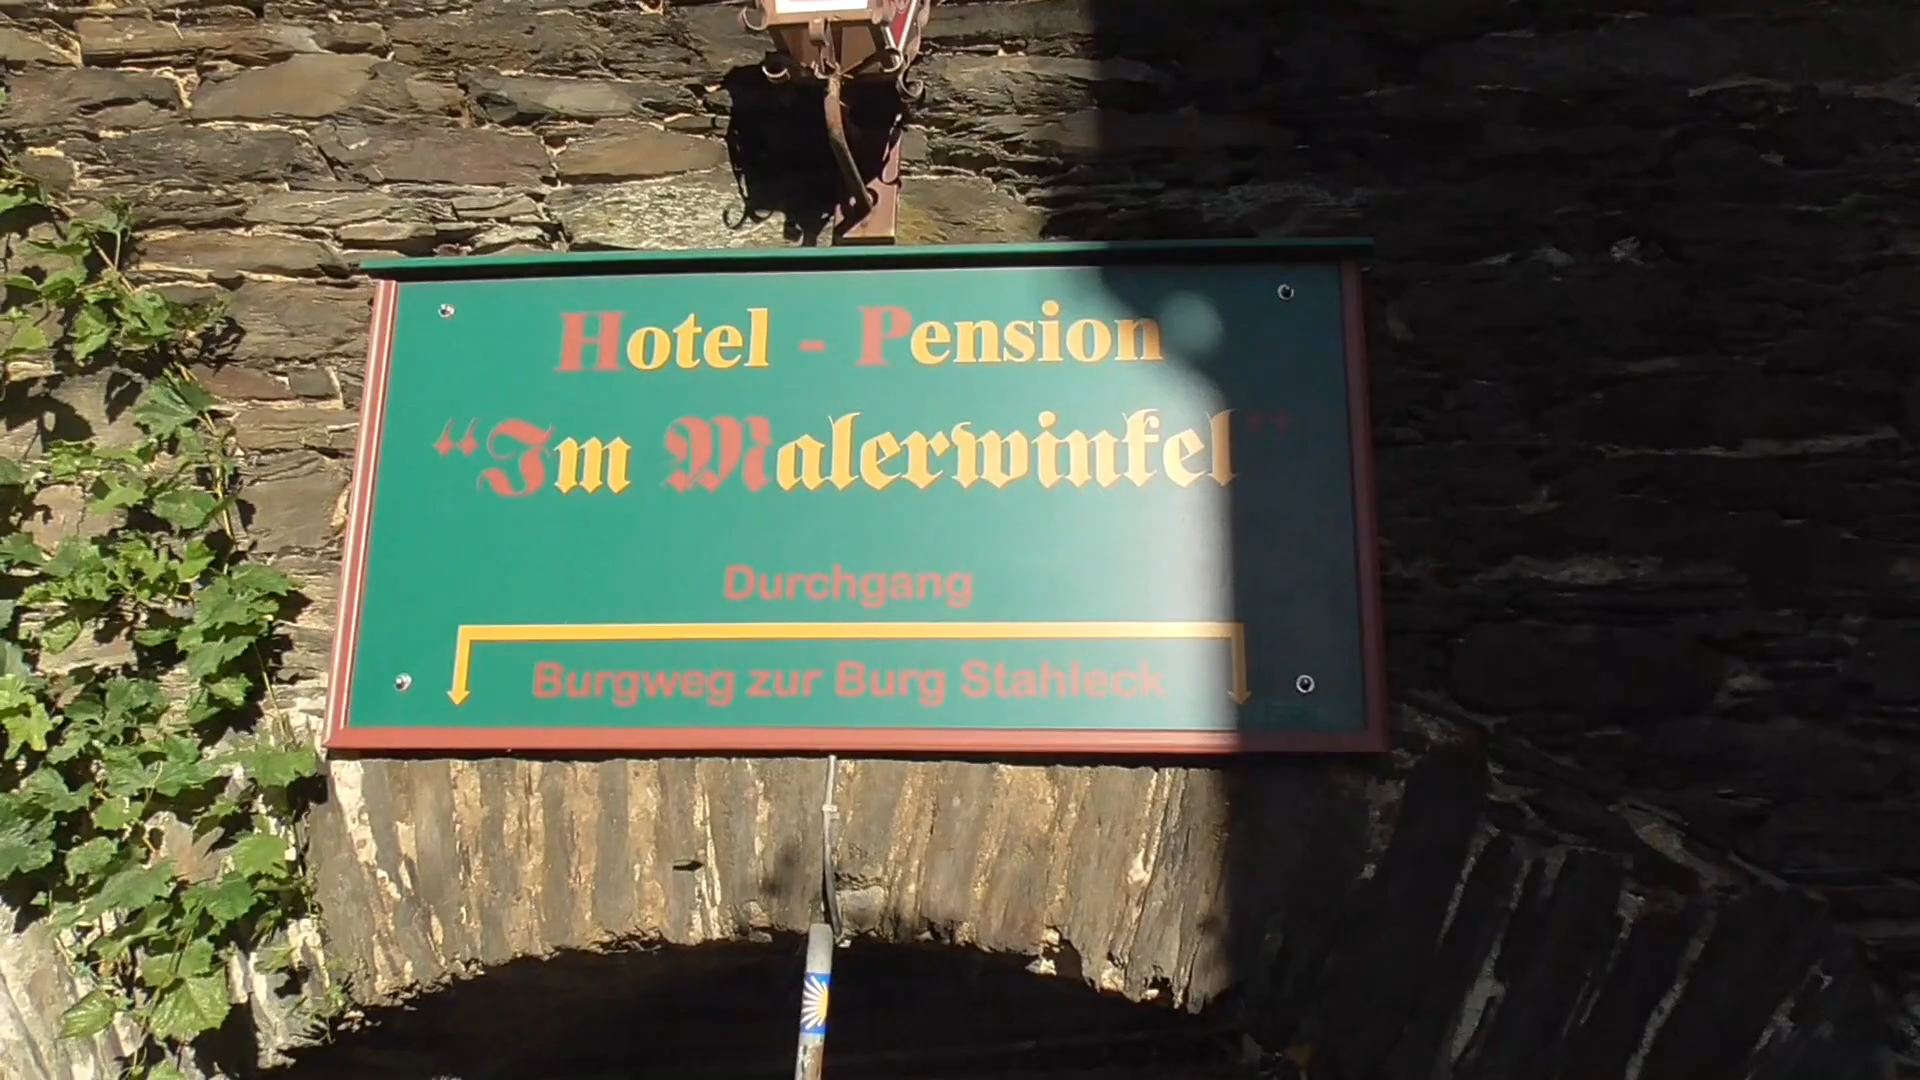 Hotel - Pension
“Im Malerwinkel”
Durchgang
Burgweg zur Burg Stahleck